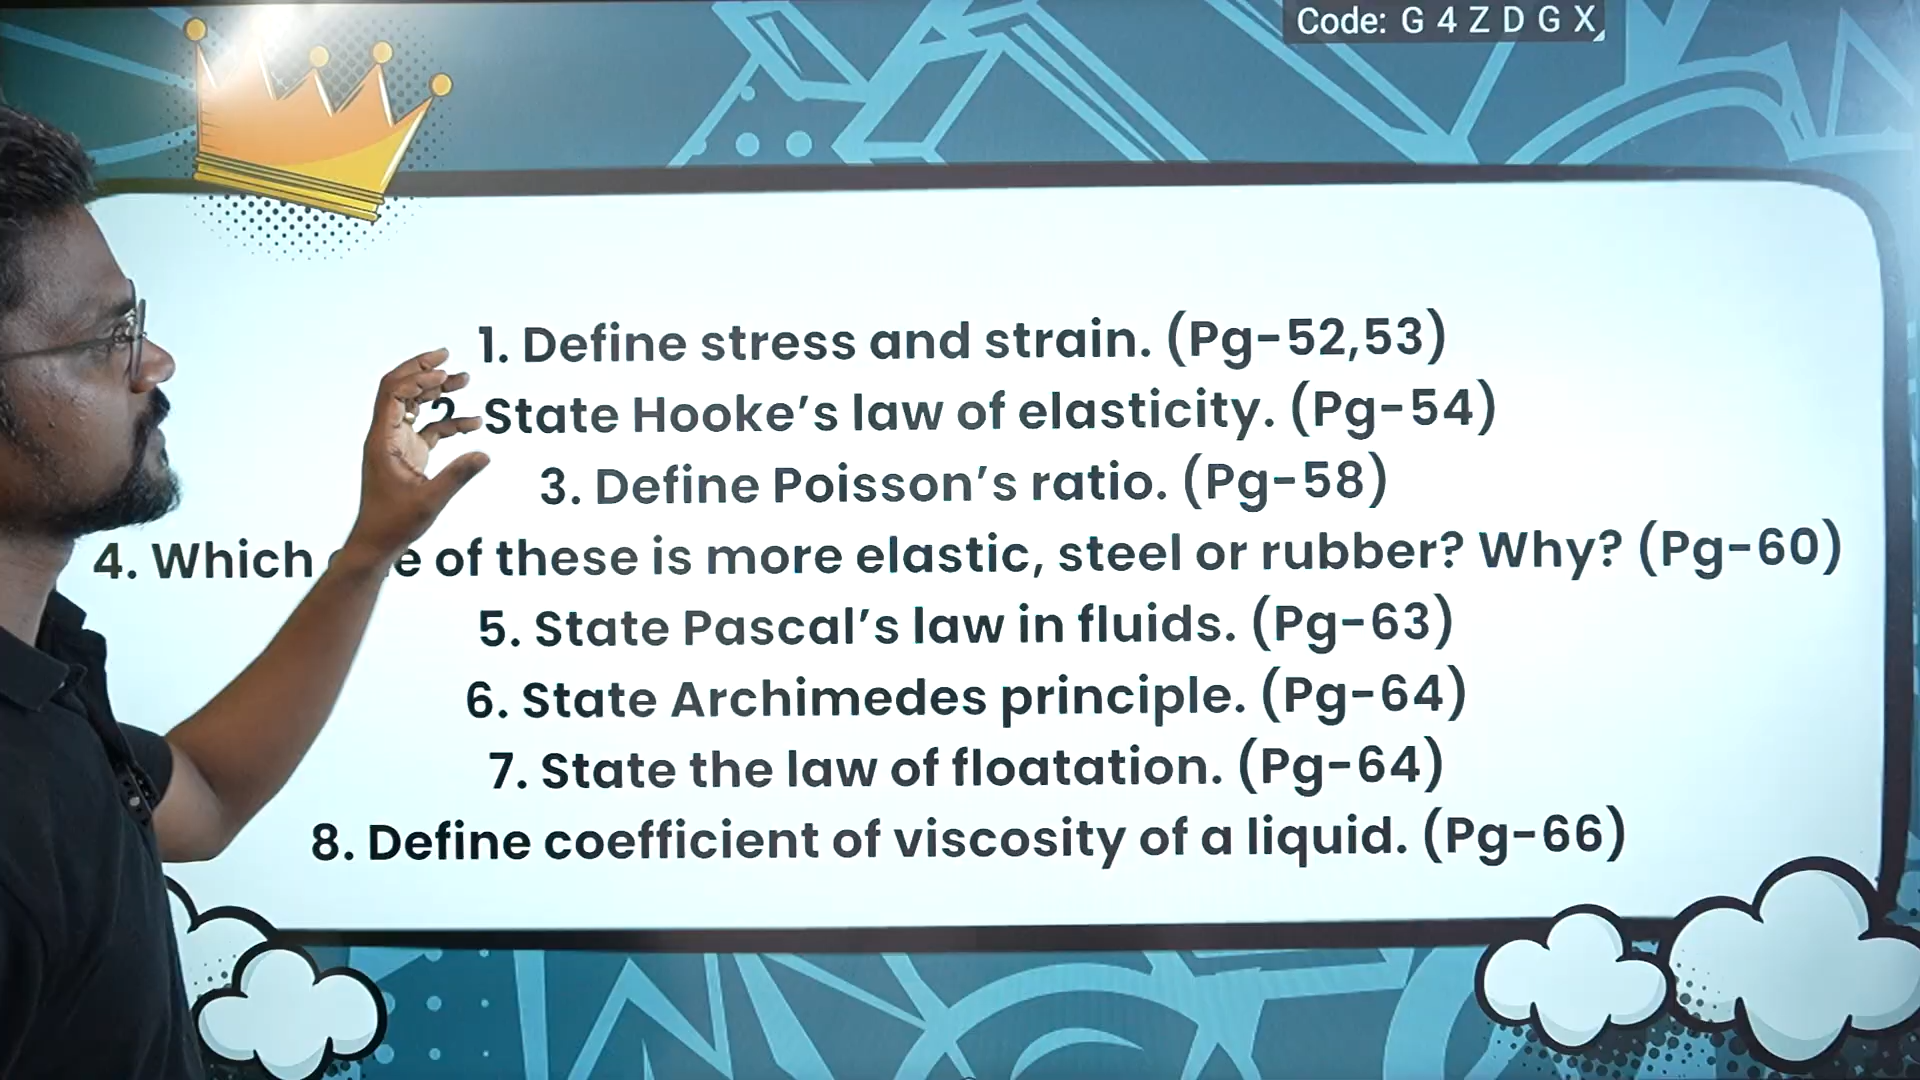 Code: G 4 Z D G X
1. Define stress and strain. (Pg-52,53)
2. State Hooke's law of elasticity. (Pg-54)
3. Define Poisson's ratio. (Pg-58)
4. Which of these is more elastic, steel or rubber? Why? (Pg-60)
5. State Pascal's law in fluids. (Pg-63)
6. State Archimedes principle. (Pg-64)
7. State the law of floatation. (Pg-64)
8. Define coefficient of viscosity of a liquid. (Pg-66)